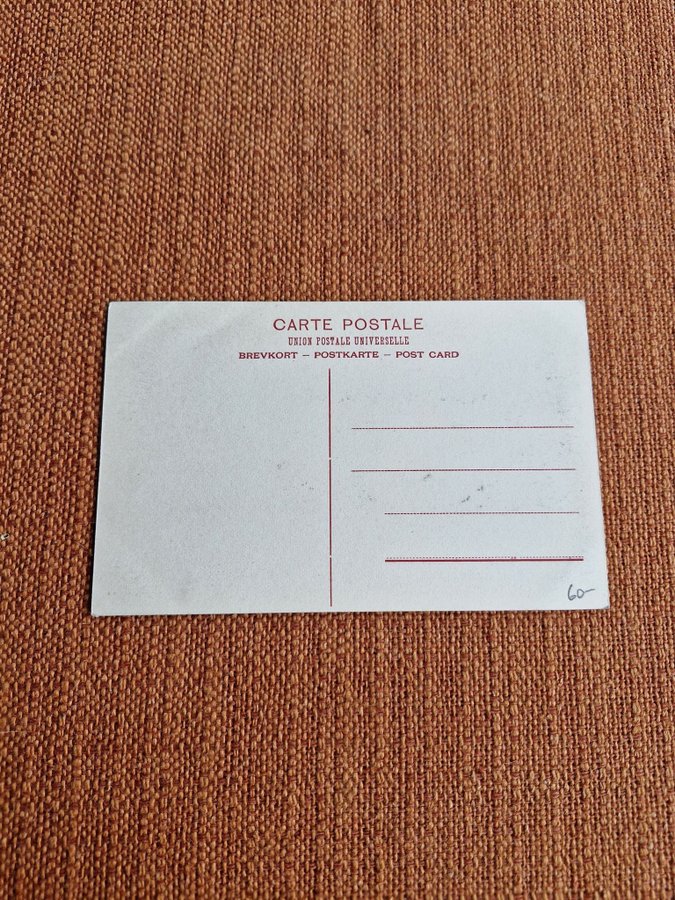 CARTE POSTALE
UNION POSTALE UNIVERSELLE
BREVKORT – POSTKARTE – POST CARD
60-